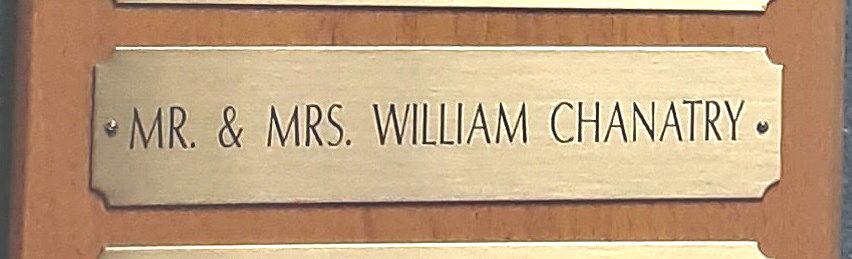 MR. & MRS. WILLIAM CHANATRY